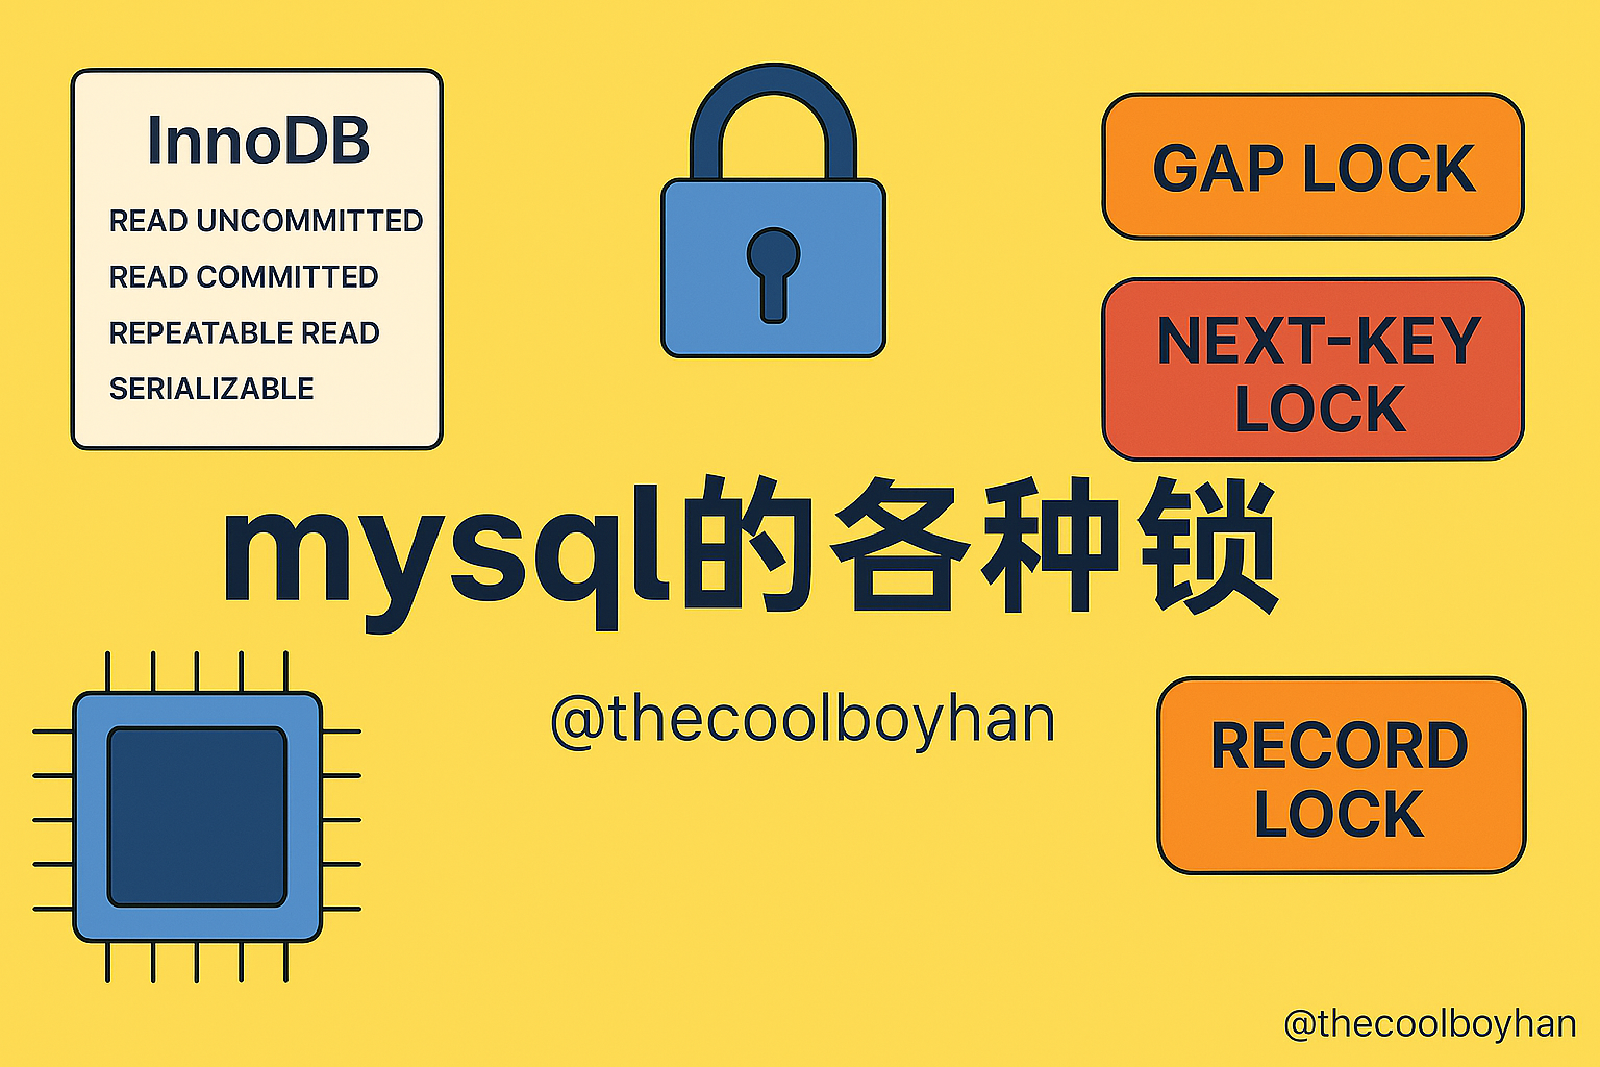 InnoDB
READ UNCOMMITTED
READ COMMITTED
REPEATABLE READ
SERIALIZABLE
GAP LOCK
NEXT-KEY
LOCK
mysql的各种锁
@thecoolboyhan
RECORD
LOCK
@thecoolboyhan